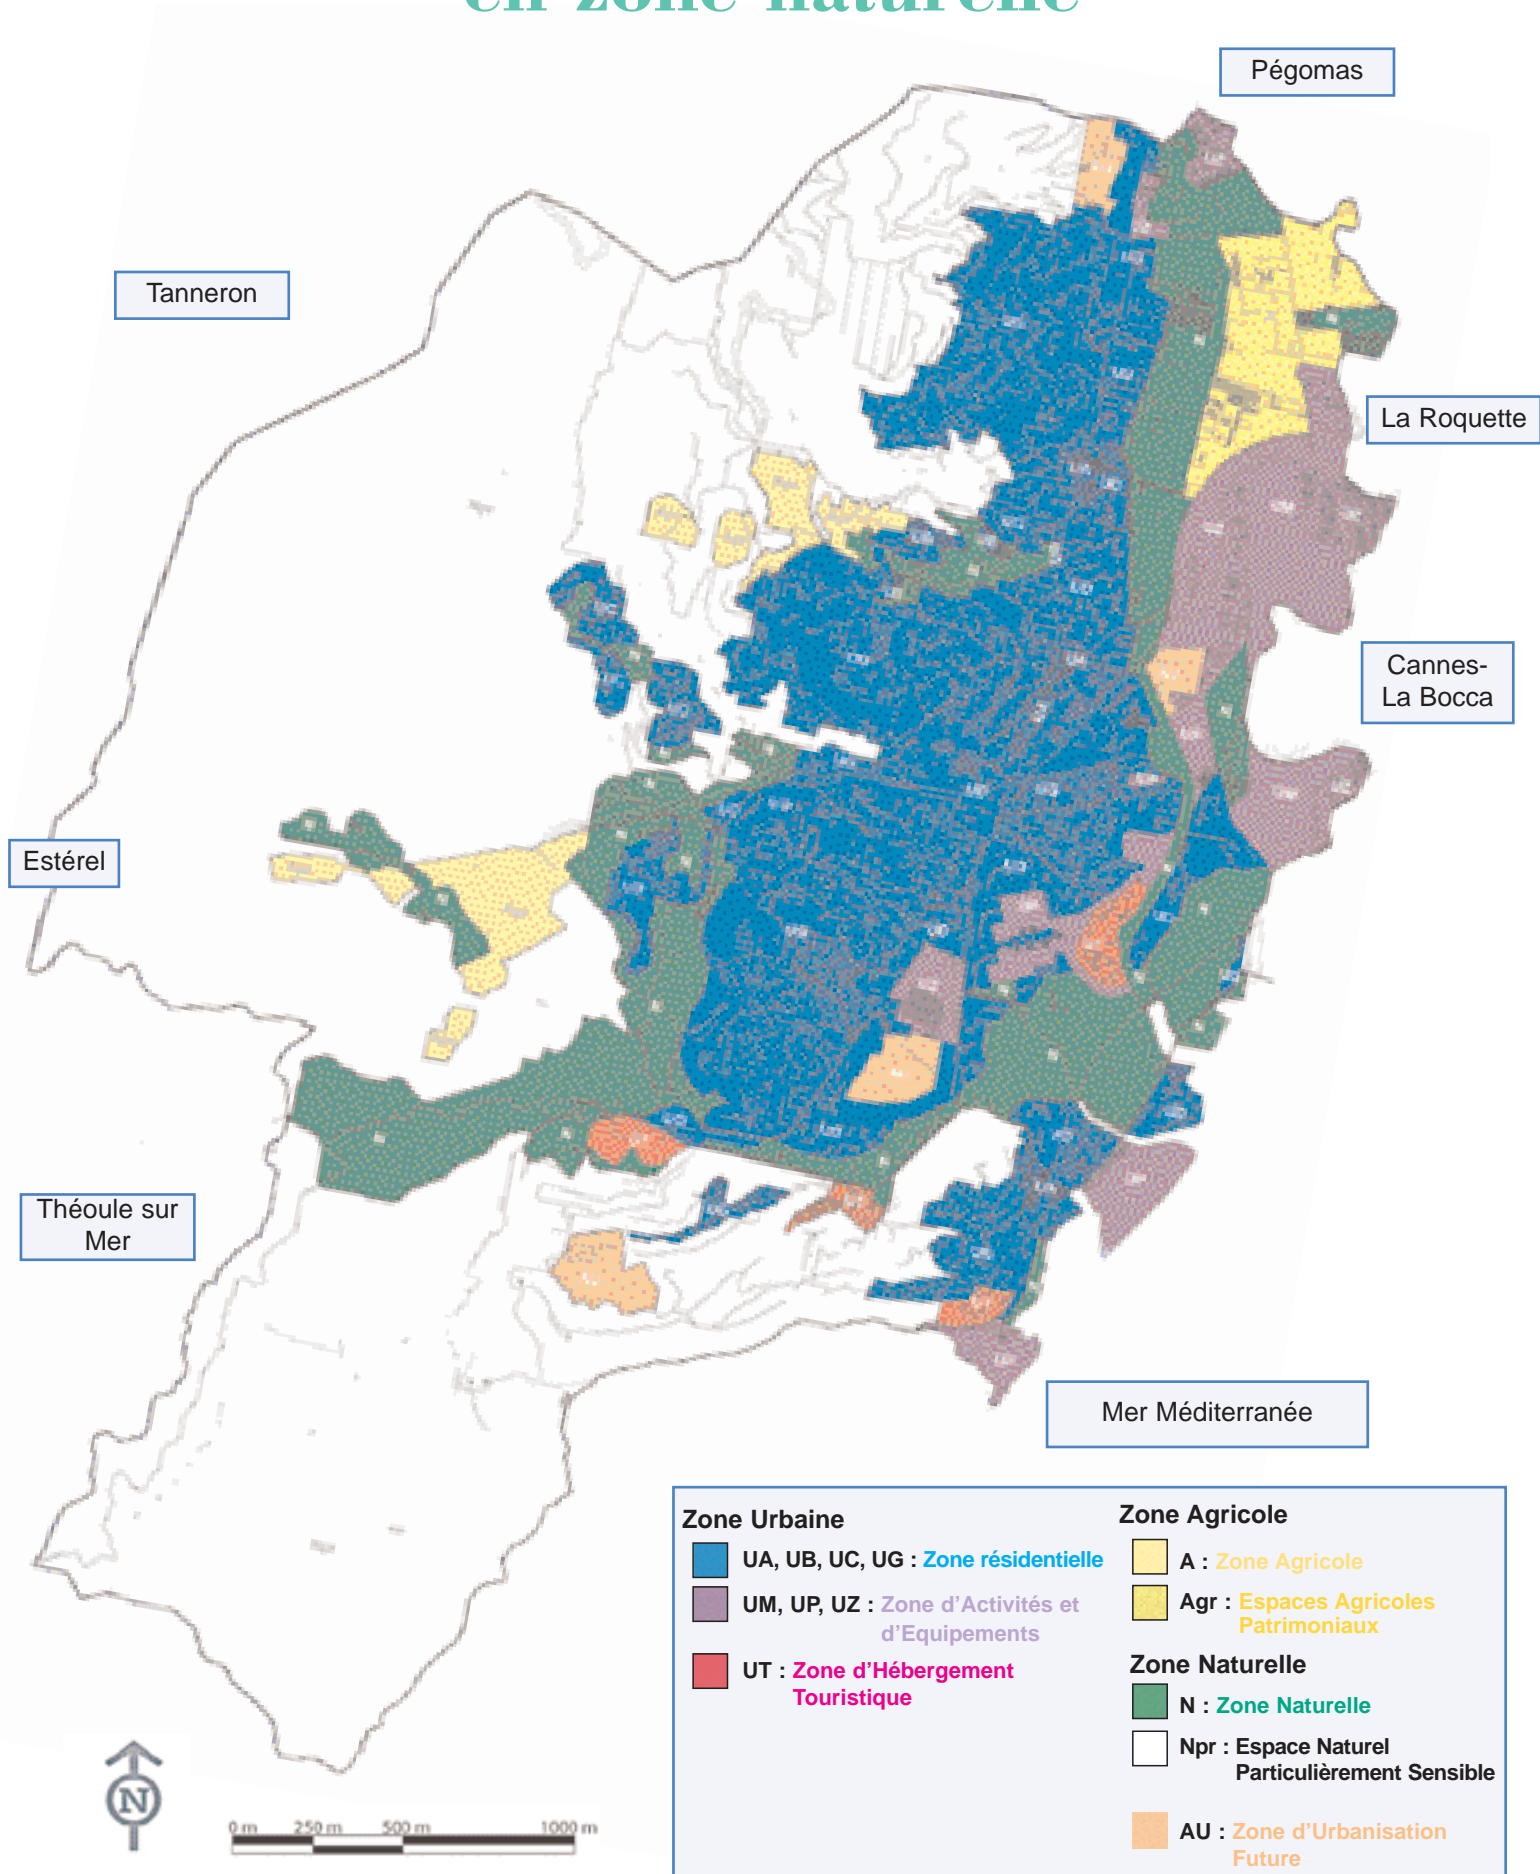 en zone naturelle
Pégomas
Tanneron
La Roquette
Cannes-
La Bocca
Estérel
Théoule sur
Mer
Mer Méditerranée
Zone Urbaine
UA, UB, UC, UG : Zone résidentielle
UM, UP, UZ : Zone d'Activités et
d'Equipements
UT : Zone d'Hébergement
Touristique
Zone Agricole
A : Zone Agricole
Agr : Espaces Agricoles
Patrimoniaux
Zone Naturelle
N : Zone Naturelle
Npr : Espace Naturel
Particulièrement Sensible
AU : Zone d'Urbanisation
Future
N
0 m 250 m 500 m 1000 m